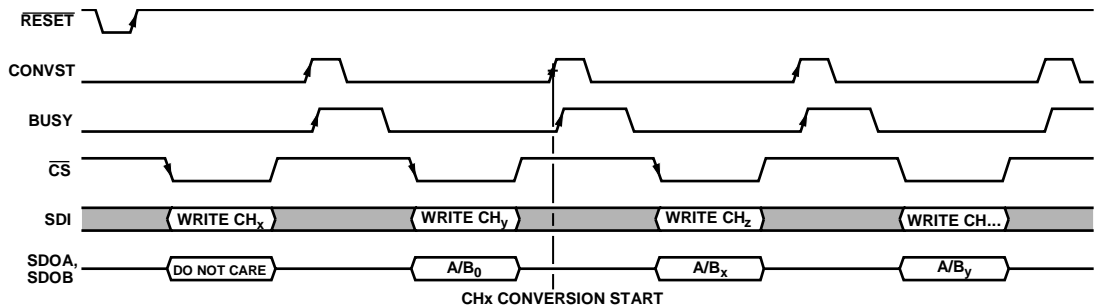 RESET
CONVST
BUSY
CS
SDI WRITE CHx WRITE CHy WRITE CHz WRITE CH...
SDOA, SDOB DO NOT CARE A/B0 A/Bx A/By
CHx CONVERSION START